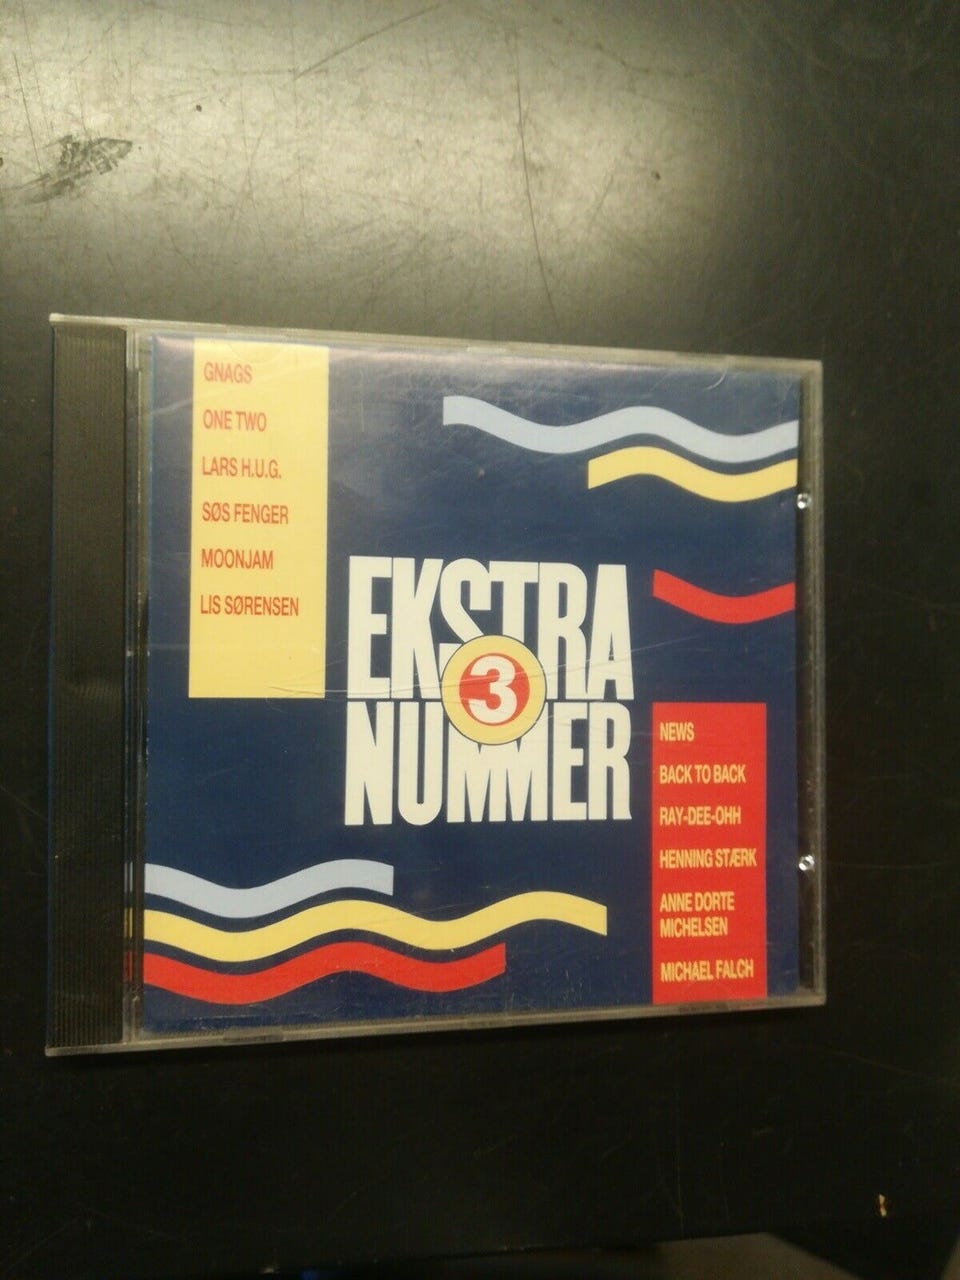 GNAGS
ONE TWO
LARS H.U.G.
SØS FENGER
MOONJAM
LIS SØRENSEN
EKSTRA
3
NUMMER
NEWS
BACK TO BACK
RAY-DEE-OHH
HENNING STÆRK
ANNE DORTE
MICHELSEN
MICHAEL FALCH